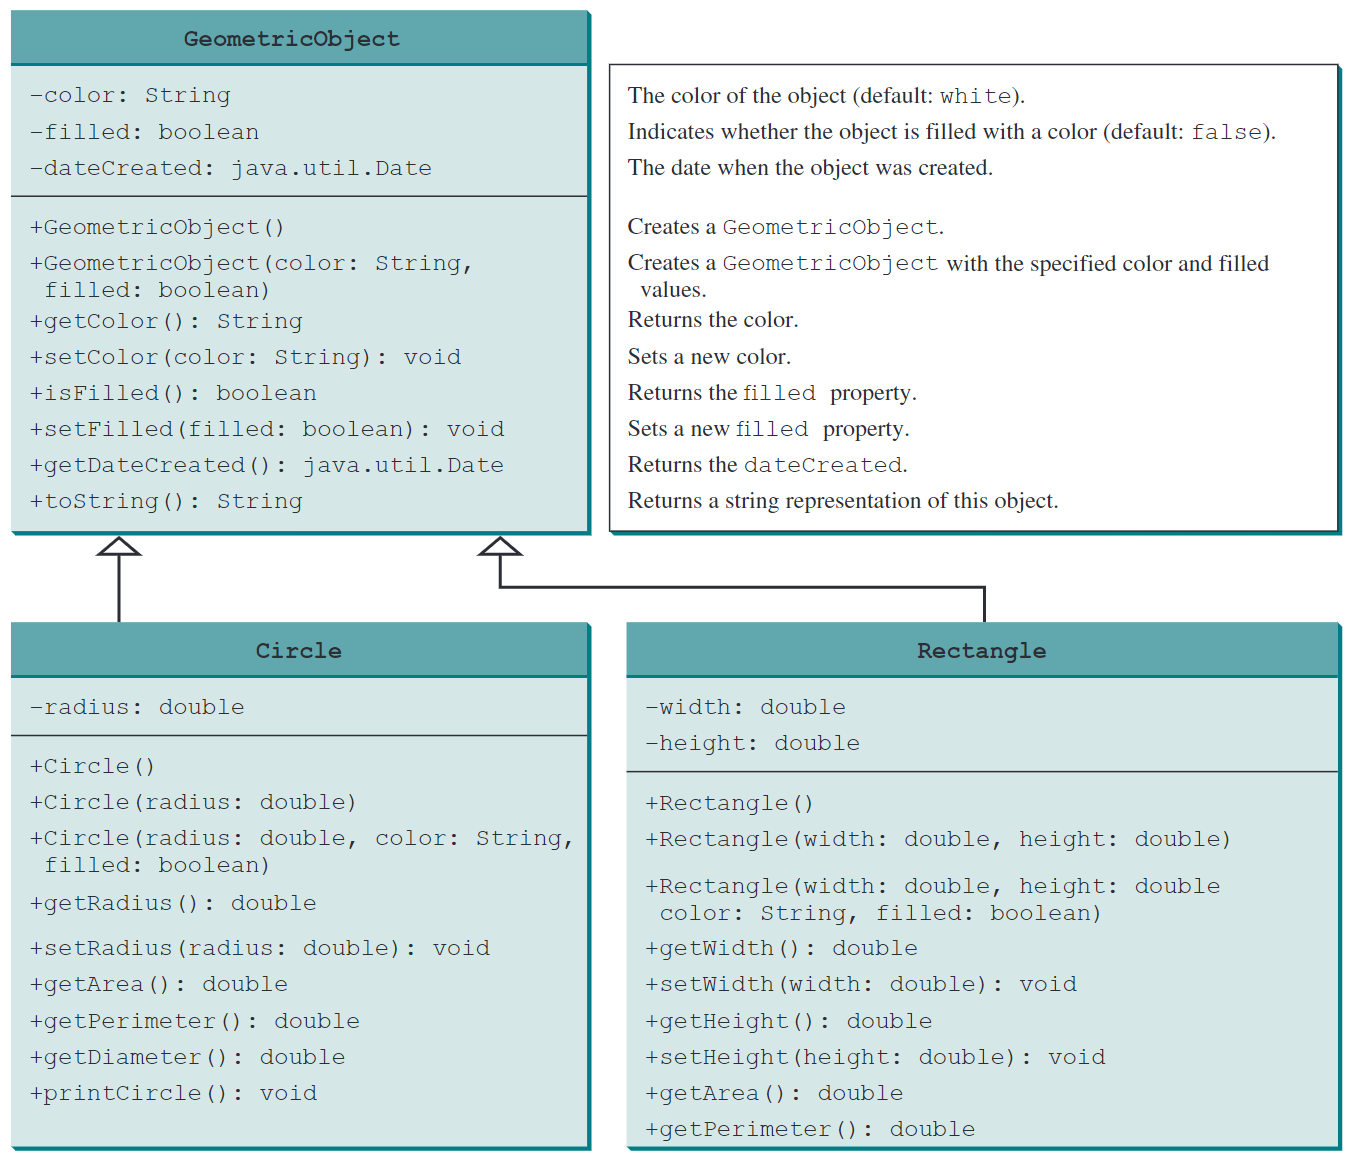 GeometricObject
-color: String
-filled: boolean
-dateCreated: java.util.Date
+GeometricObject()
+GeometricObject(color: String,
filled: boolean)
+getColor(): String
+setColor(color: String): void
+isFilled(): boolean
+setFilled(filled: boolean): void
+getDateCreated(): java.util.Date
+toString(): String
The color of the object (default: white).
Indicates whether the object is filled with a color (default: false).
The date when the object was created.
Creates a GeometricObject.
Creates a GeometricObject with the specified color and filled
values.
Returns the color.
Sets a new color.
Returns the filled property.
Sets a new filled property.
Returns the dateCreated.
Returns a string representation of this object.
Circle
-radius: double
+Circle()
+Circle(radius: double)
+Circle(radius: double, color: String,
filled: boolean)
+getRadius(): double
+setRadius(radius: double): void
+getArea(): double
+getPerimeter(): double
+getDiameter(): double
+printCircle(): void
Rectangle
-width: double
-height: double
+Rectangle()
+Rectangle(width: double, height: double)
+Rectangle(width: double, height: double
color: String, filled: boolean)
+getWidth(): double
+setWidth(width: double): void
+getHeight(): double
+setHeight(height: double): void
+getArea(): double
+getPerimeter(): double